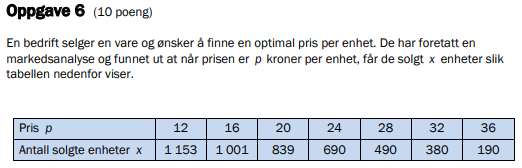 Oppgave 6 (10 poeng)
En bedrift selger en vare og ønsker å finne en optimal pris per enhet. De har foretatt en
markedsanalyse og funnet ut at når prisen er p kroner per enhet, får de solgt x enheter slik
tabellen nedenfor viser.
Pris p 12 16 20 24 28 32 36
Antall solgte enheter x 1 153 1 001 839 690 490 380 190